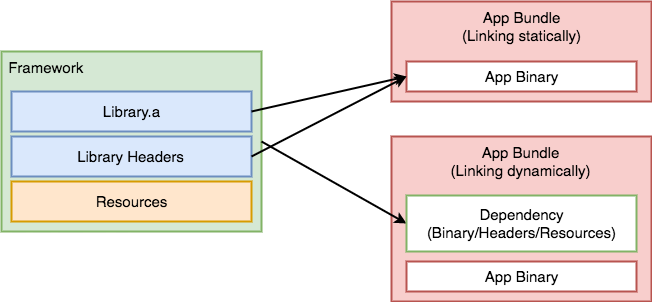 Framework
Library.a
Library Headers
Resources
App Bundle
(Linking statically)
App Binary
App Bundle
(Linking dynamically)
Dependency
(Binary/Headers/Resources)
App Binary